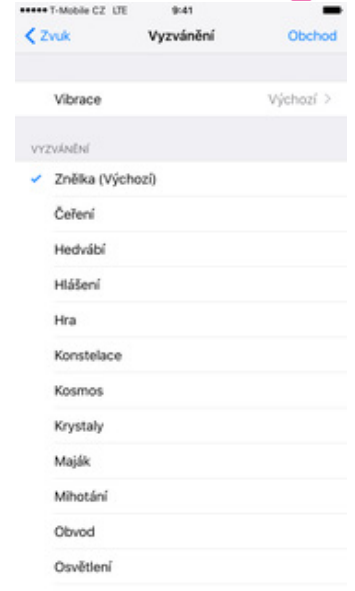 T-Mobile CZ LTE 9:41
Zvuk Vyzvánění Obchod
Vibrace Výchozí
VYZVÁNĚNÍ
Znělka (Výchozí)
Čeření
Hedvábí
Hlášení
Hra
Konstelace
Kosmos
Krystaly
Maják
Mihotání
Obvod
Osvětlení